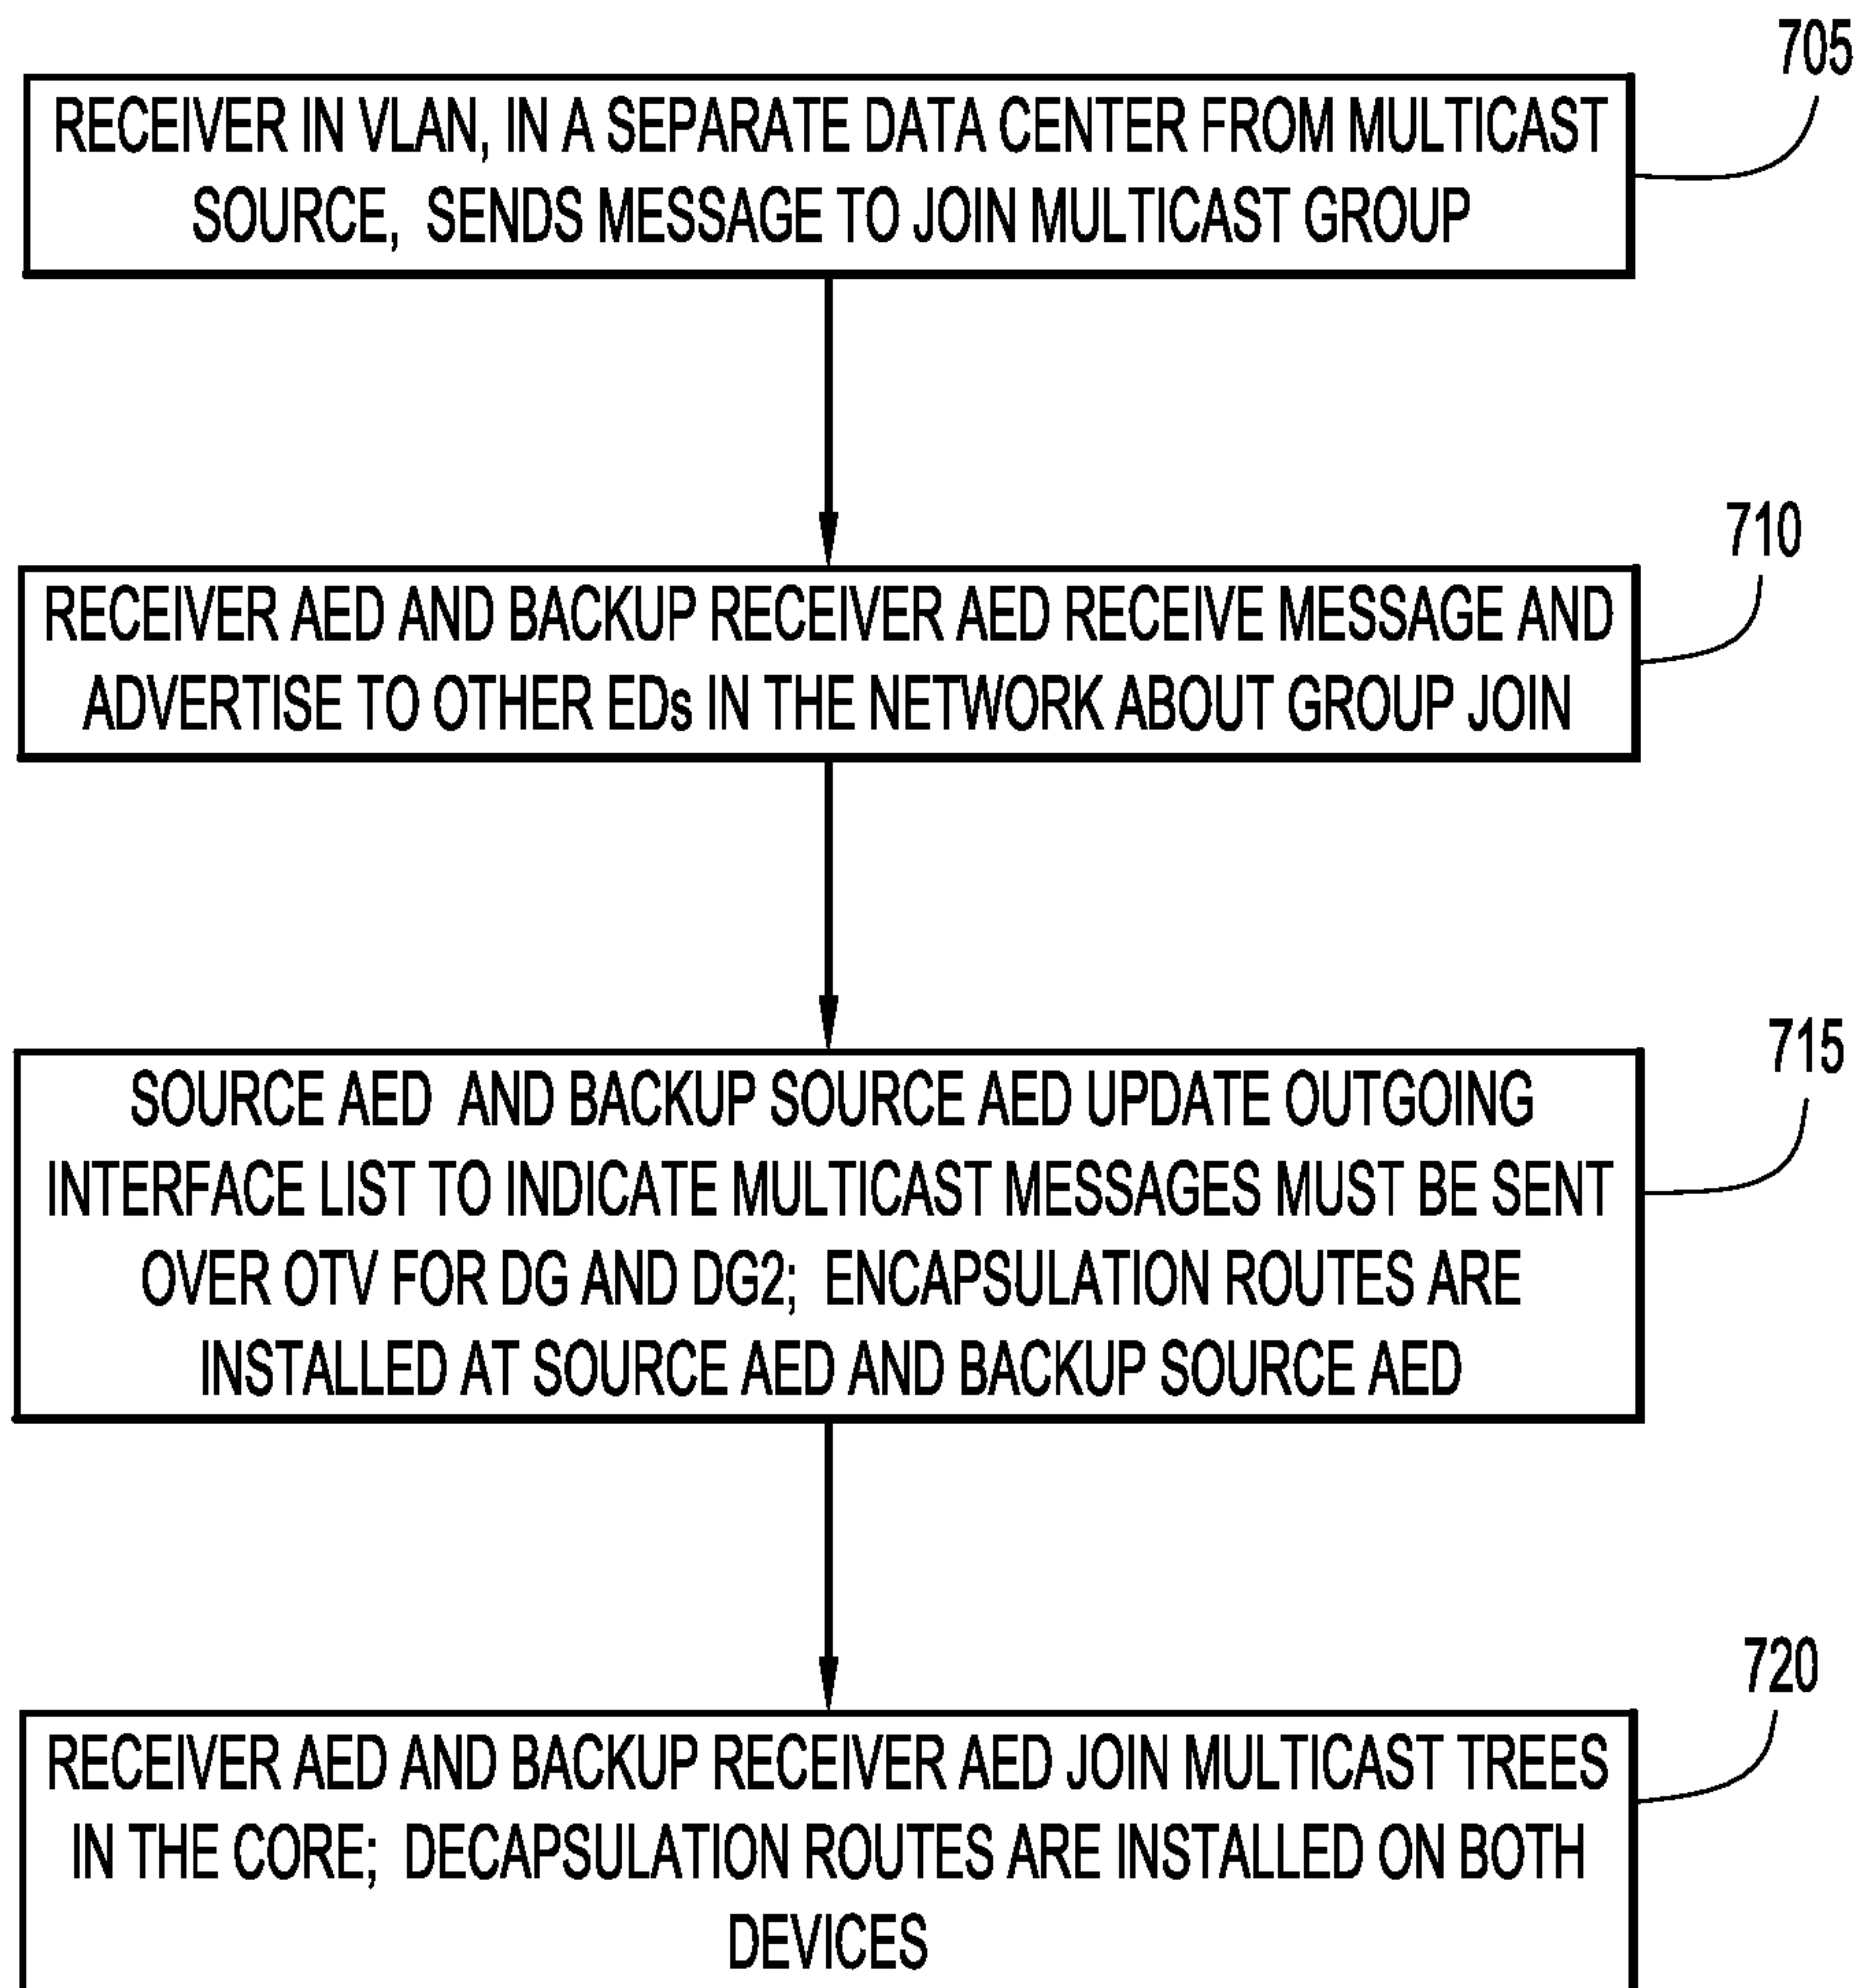 705
RECEIVER IN VLAN, IN A SEPARATE DATA CENTER FROM MULTICAST
SOURCE, SENDS MESSAGE TO JOIN MULTICAST GROUP
710
RECEIVER AED AND BACKUP RECEIVER AED RECEIVE MESSAGE AND
ADVERTISE TO OTHER EDs IN THE NETWORK ABOUT GROUP JOIN
715
SOURCE AED AND BACKUP SOURCE AED UPDATE OUTGOING
INTERFACE LIST TO INDICATE MULTICAST MESSAGES MUST BE SENT
OVER OTV FOR DG AND DG2; ENCAPSULATION ROUTES ARE
INSTALLED AT SOURCE AED AND BACKUP SOURCE AED
720
RECEIVER AED AND BACKUP RECEIVER AED JOIN MULTICAST TREES
IN THE CORE; DECAPSULATION ROUTES ARE INSTALLED ON BOTH
DEVICES